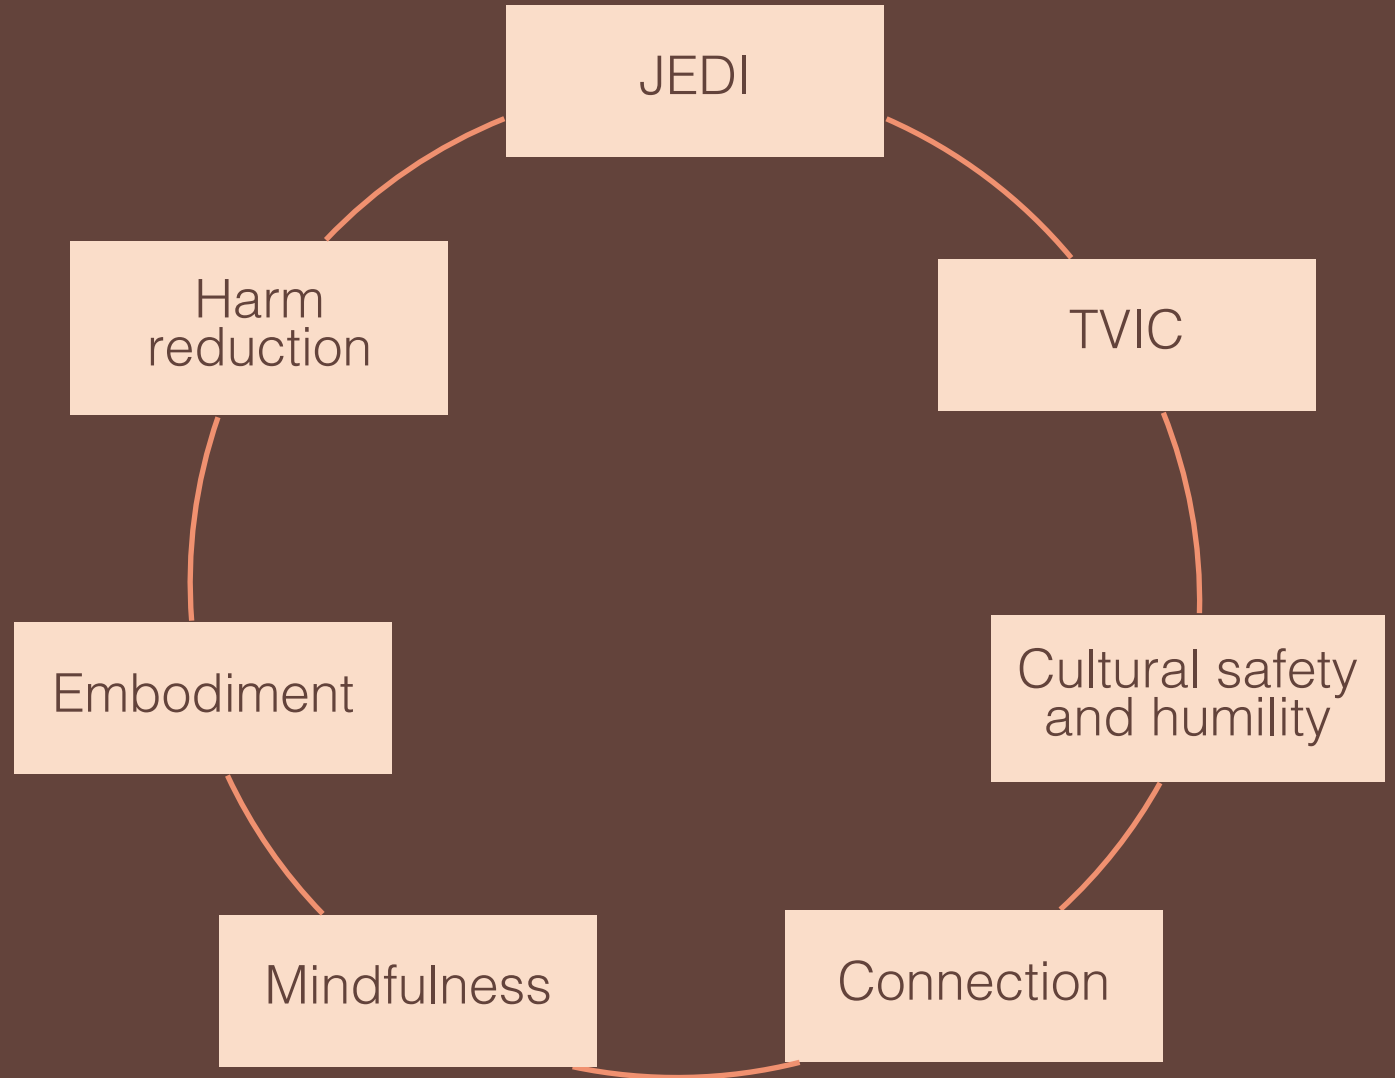 JEDI
TVIC
Cultural safety
and humility
Connection
Mindfulness
Embodiment
Harm
reduction